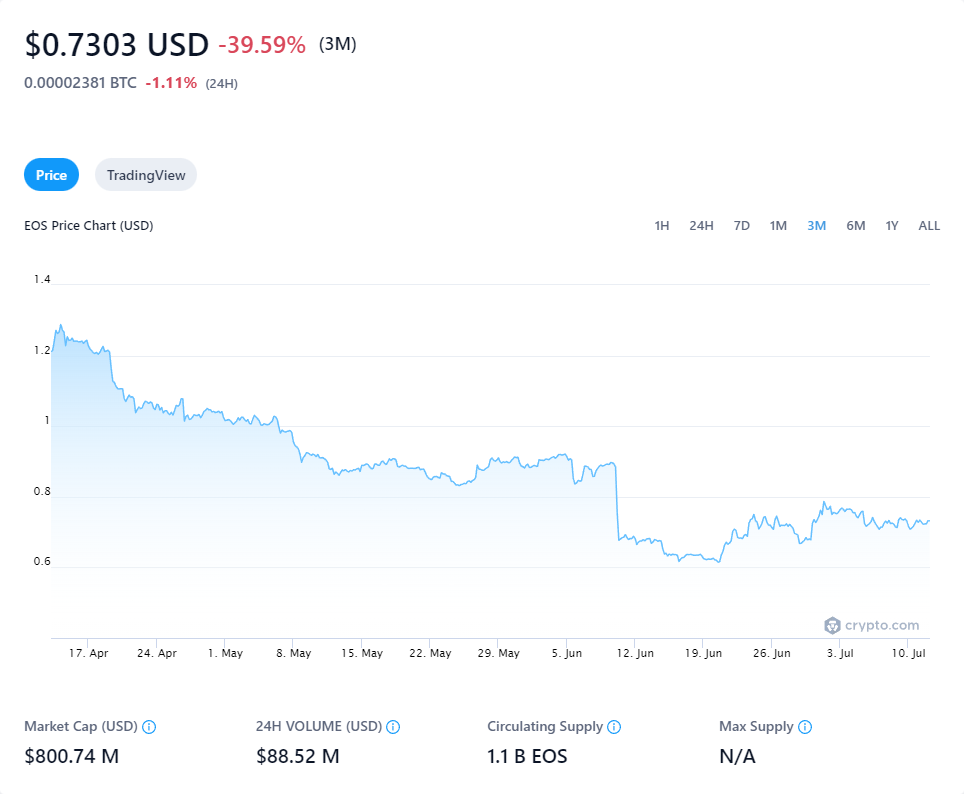 $0.7303 USD -39.59% (3M)
0.00002381 BTC -1.11% (24H)
Price TradingView
EOS Price Chart (USD) 1H 24H 7D 1M 3M 6M 1Y ALL
1.4
1.2
1
0.8
0.6
crypto.com
17. Apr 24. Apr 1. May 8. May 15. May 22. May 29. May 5. Jun 12. Jun 19. Jun 26. Jun 3. Jul 10. Jul
Market Cap (USD) 24H VOLUME (USD) Circulating Supply Max Supply
$800.74 M $88.52 M 1.1 B EOS N/A